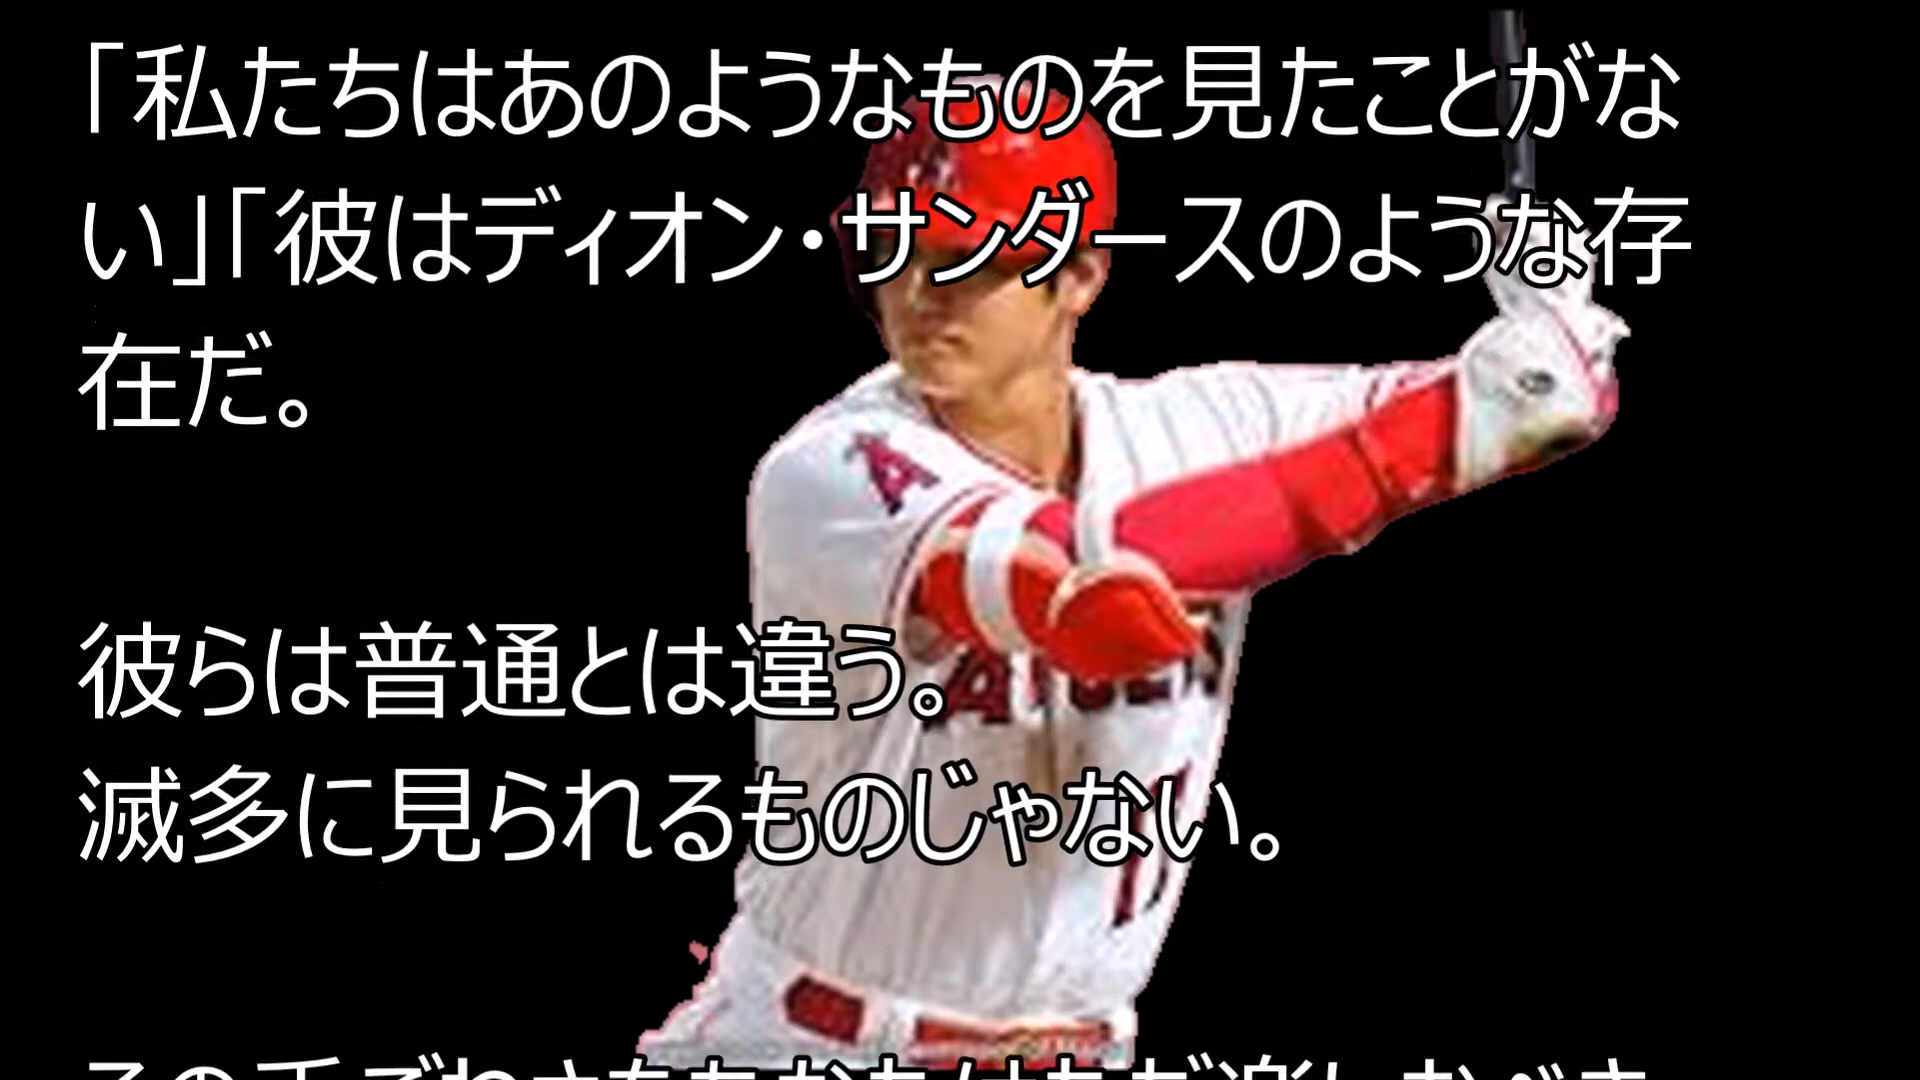 「私たちはあのようなものを見たことがな
い」「彼はディオン・サンダースのような存
在だ。
彼らは普通とは違う。
滅多に見られるものじゃない。
A